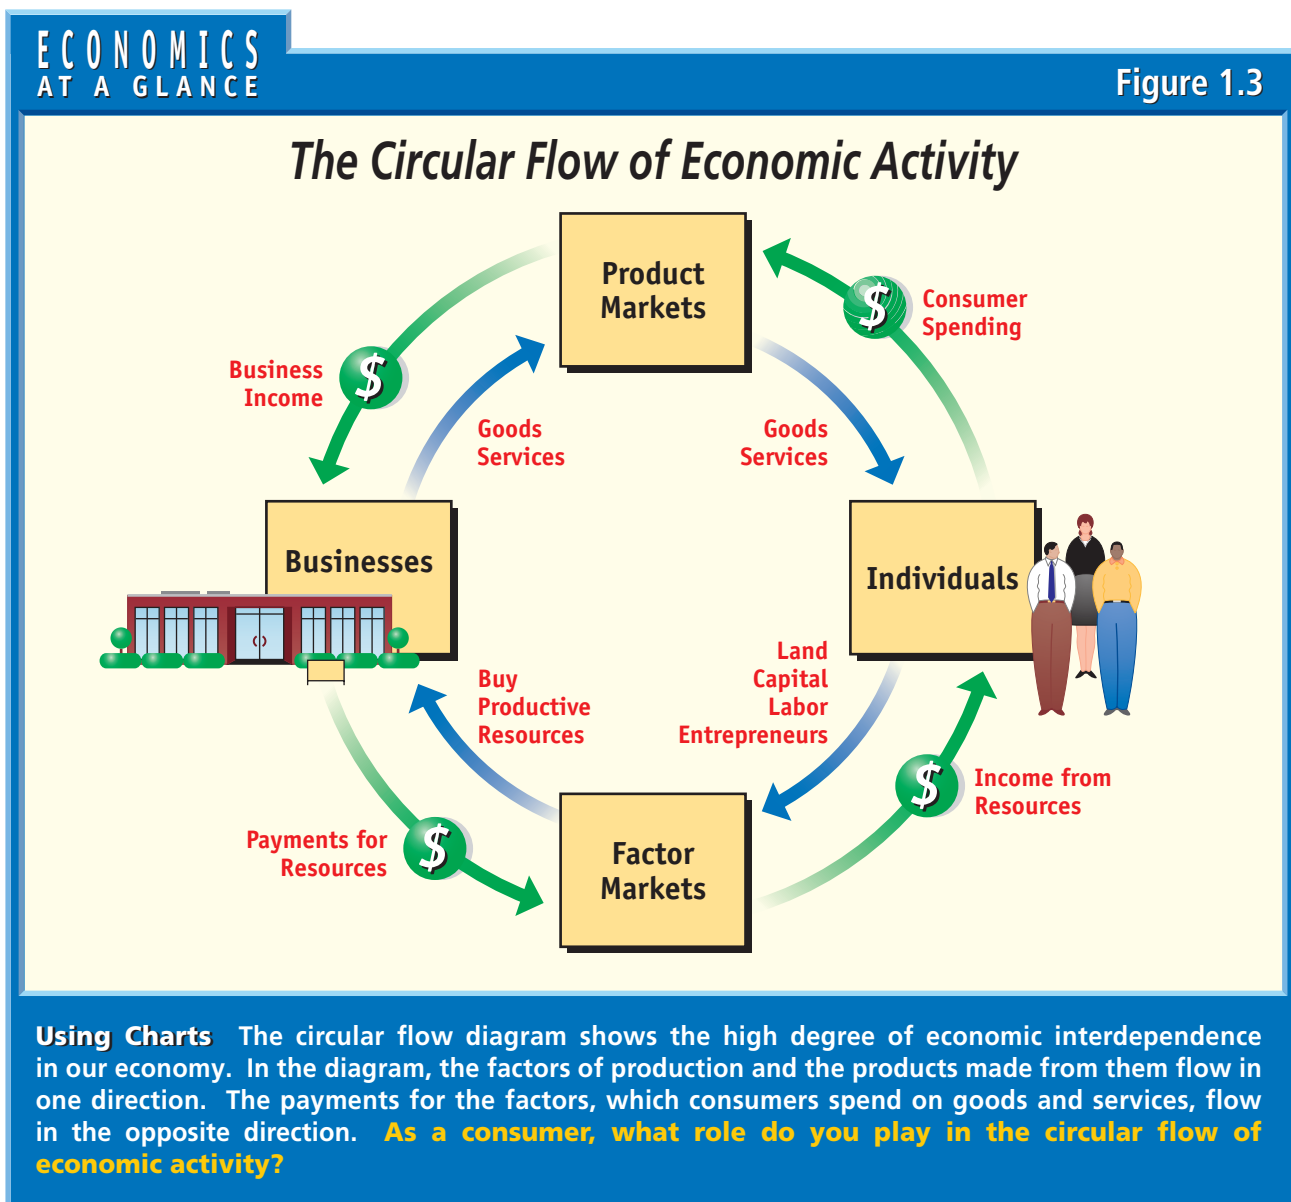 ECONOMICS
AT A GLANCE
Figure 1.3
The Circular Flow of Economic Activity
Product
Markets
$
Consumer
Spending
Business
Income
$
Goods
Services
Goods
Services
Businesses
Individuals
Buy
Productive
Resources
Land
Capital
Labor
Entrepreneurs
Payments for
Resources
$
$
Income from
Resources
Factor
Markets
Using Charts The circular flow diagram shows the high degree of economic interdependence
in our economy. In the diagram, the factors of production and the products made from them flow in
one direction. The payments for the factors, which consumers spend on goods and services, flow
in the opposite direction. As a consumer, what role do you play in the circular flow of
economic activity?